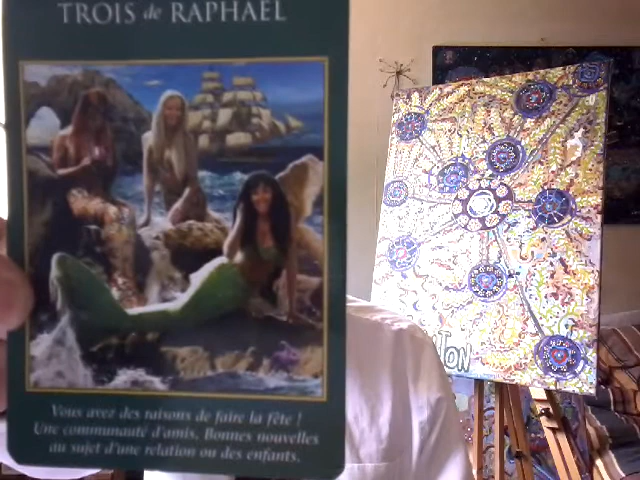 TROIS de RAPHAËL
Vous avez des raisons de faire la fête !
Une communauté d'amis. Bonnes nouvelles
au sujet d'une relation ou des enfants.